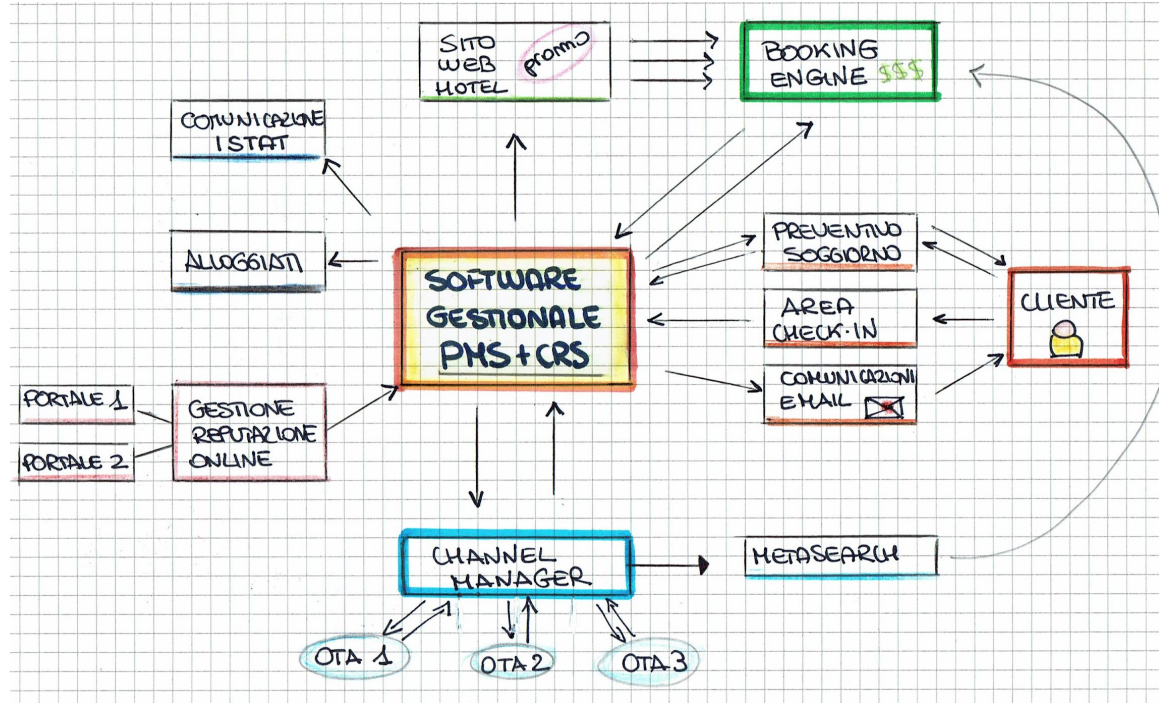 SITO
WEB
HOTEL
promo
BOOKING
ENGINE $$$
COMUNICAZIONE
ISTAT
ALLOGGIATI
SOFTWARE
GESTIONALE
PMS+CRS
PREVENTIVO
SOGGIORNO
AREA
CHECK-IN
COMUNICAZIONI
EMAIL
CLIENTE
PORTALE 1
PORTALE 2
GESTIONE
REPUTAZIONE
ONLINE
CHANNEL
MANAGER
METASEARCH
OTA 1
OTA 2
OTA 3